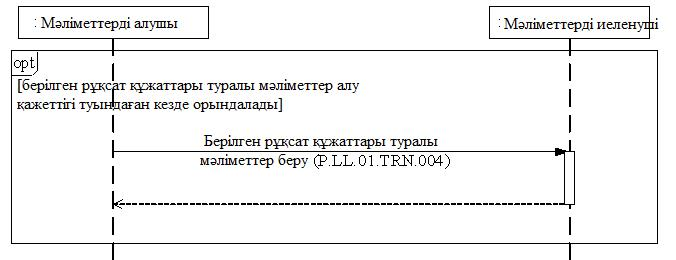 : Мәліметтерді алушы
: Мәліметтерді иеленуші
opt
[берілген рұқсат құжаттары туралы мәліметтер алу
қажеттігі туындаған кезде орындалады]
Берілген рұқсат құжаттары туралы
мәліметтер беру (P.LL.01.TRN.004)